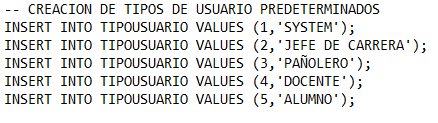 -- CREACION DE TIPOS DE USUARIO PREDETERMINADOS
INSERT INTO TIPOUSUARIO VALUES (1,'SYSTEM');
INSERT INTO TIPOUSUARIO VALUES (2,'JEFE DE CARRERA');
INSERT INTO TIPOUSUARIO VALUES (3,'PAÑOLERO');
INSERT INTO TIPOUSUARIO VALUES (4,'DOCENTE');
INSERT INTO TIPOUSUARIO VALUES (5,'ALUMNO');